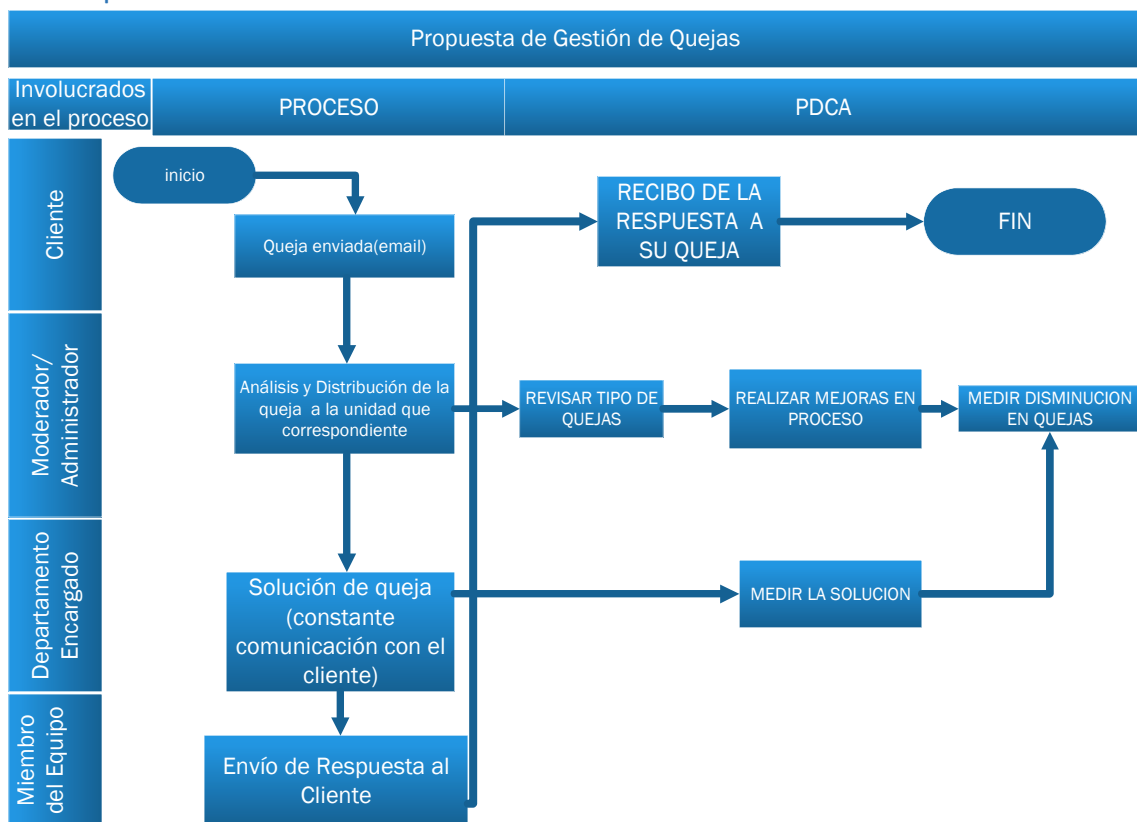 Propuesta de Gestión de Quejas
Involucrados
en el proceso
PROCESO
PDCA
Cliente
inicio
Queja enviada(email)
RECIBO DE LA
RESPUESTA A
SU QUEJA
FIN
Moderador/
Administrador
Análisis y Distribución de la
queja a la unidad que
correspondiente
REVISAR TIPO DE
QUEJAS
REALIZAR MEJORAS EN
PROCESO
MEDIR DISMINUCION
EN QUEJAS
Departamento
Encargado
Solución de queja
(constante
comunicación con el
cliente)
MEDIR LA SOLUCION
Miembro
del Equipo
Envío de Respuesta al
Cliente